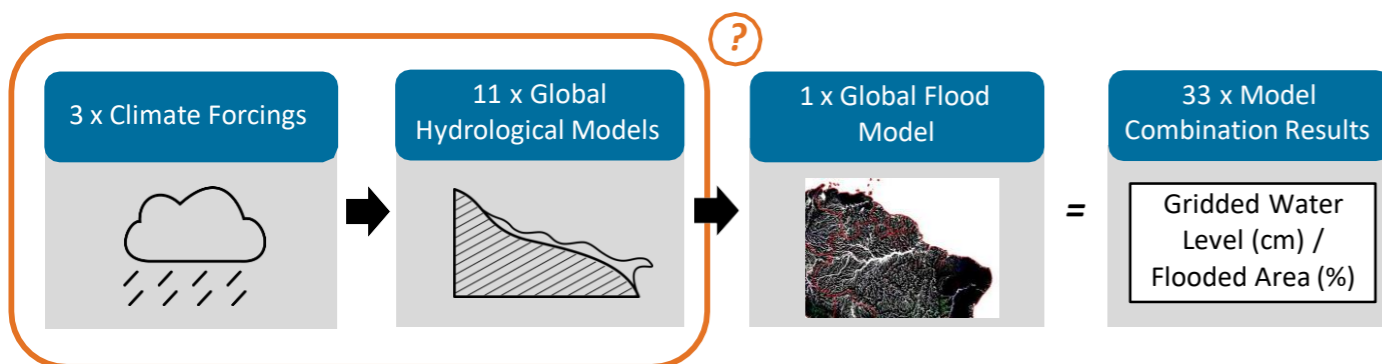 ?
3 x Climate Forcings
11 x Global
Hydrological Models
1 x Global Flood
Model
33 x Model
Combination Results
=
Gridded Water
Level (cm) /
Flooded Area (%)